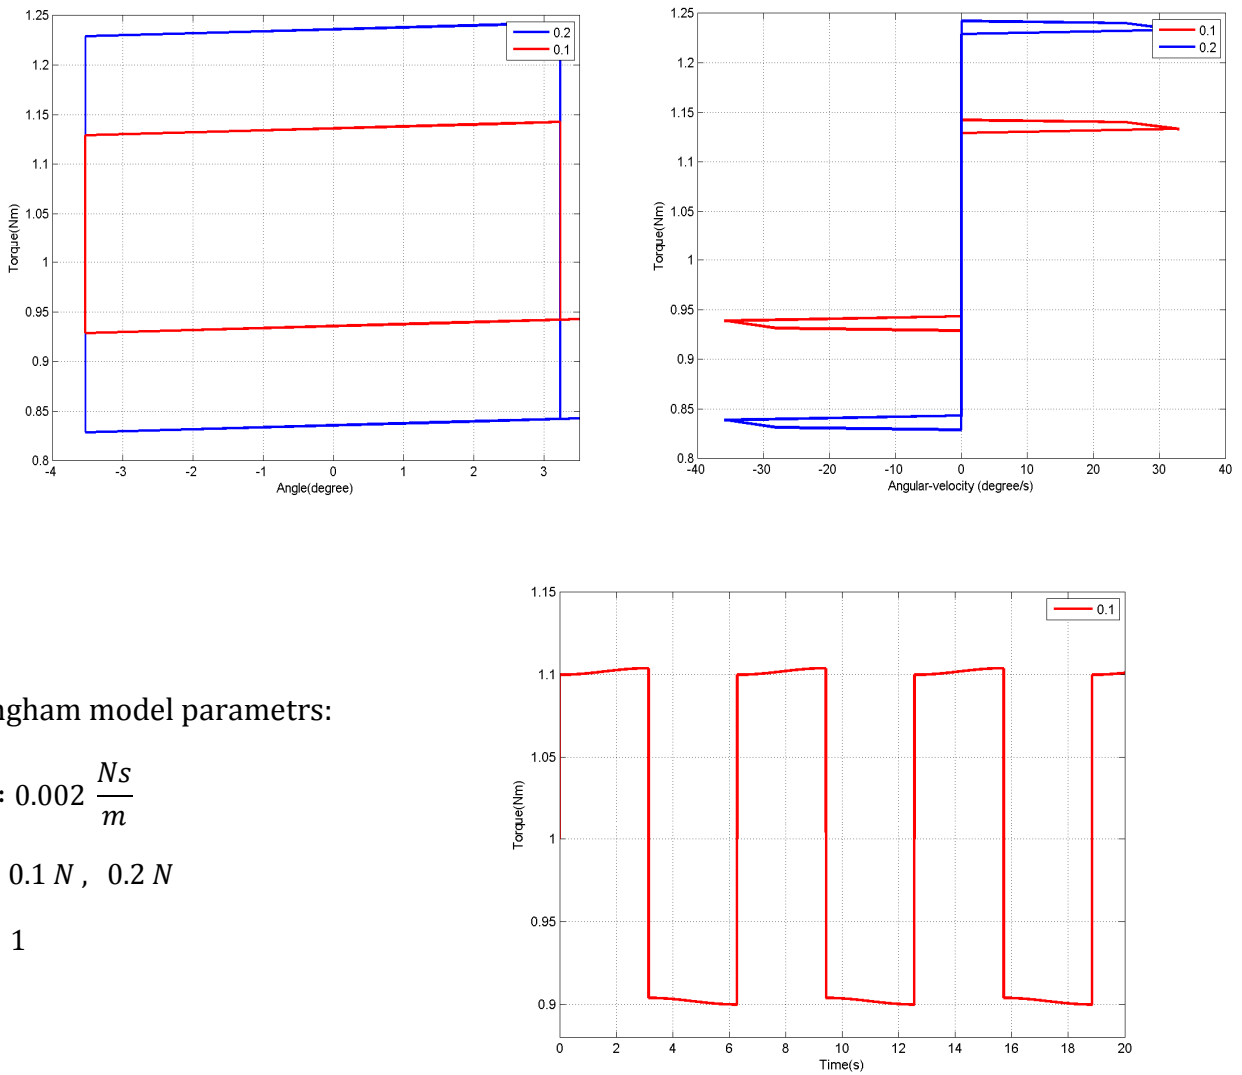 1.25
1.2
1.15
1.1
1.05
1
0.95
0.9
0.85
0.8
Torque(Nm)
-4 -3 -2 -1 0 1 2 3
Angle(degree)
0.2
0.1
1.25
1.2
1.15
1.1
1.05
1
0.95
0.9
0.85
0.8
Torque(Nm)
-40 -30 -20 -10 0 10 20 30 40
Angular-velocity (degree/s)
0.1
0.2
ngham model parametrs:
: 0.002 Ns/m
0.1 N , 0.2 N
1
1.15
1.1
1.05
1
0.95
0.9
Torque(Nm)
0 2 4 6 8 10 12 14 16 18 20
Time(s)
0.1